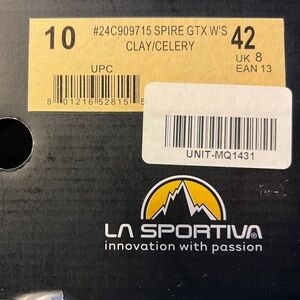 10
#24C909715 SPIRE GTX W'S
CLAY/CELERY
42
UK 8
EAN 13
UPC
8 01216 52815 5
UNIT-MQ1431
LA SPORTIVA®
innovation with passion